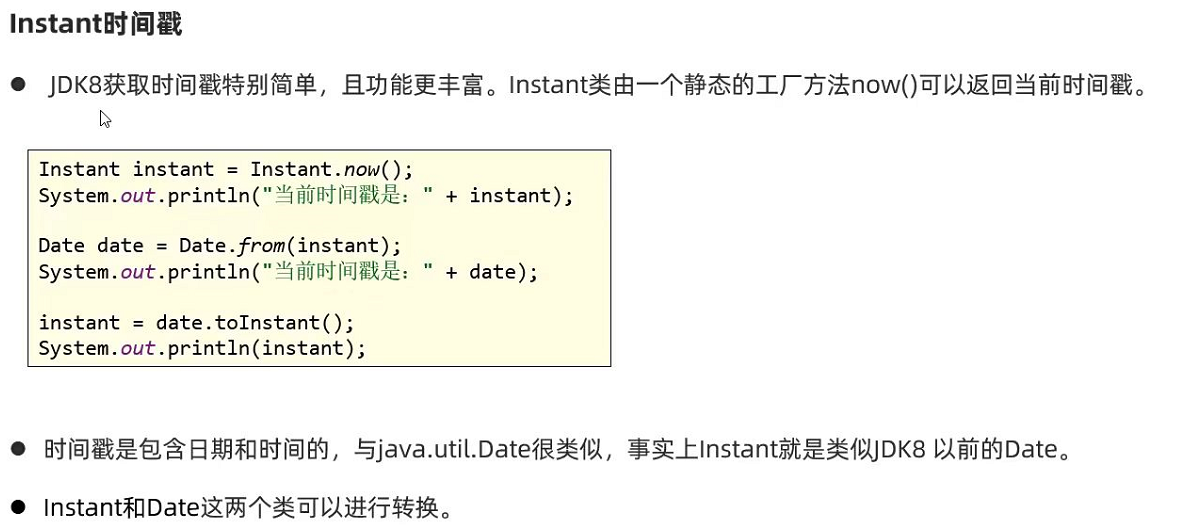 Instant时间戳
JDK8获取时间戳特别简单，且功能更丰富。Instant类由一个静态的工厂方法now()可以返回当前时间戳。
Instant instant = Instant.now();
System.out.println("当前时间戳是：" + instant);
Date date = Date.from(instant);
System.out.println("当前时间戳是：" + date);
instant = date.toInstant();
System.out.println(instant);
时间戳是包含日期和时间的，与java.util.Date很类似，事实上Instant就是类似JDK8 以前的Date。
Instant和Date这两个类可以进行转换。